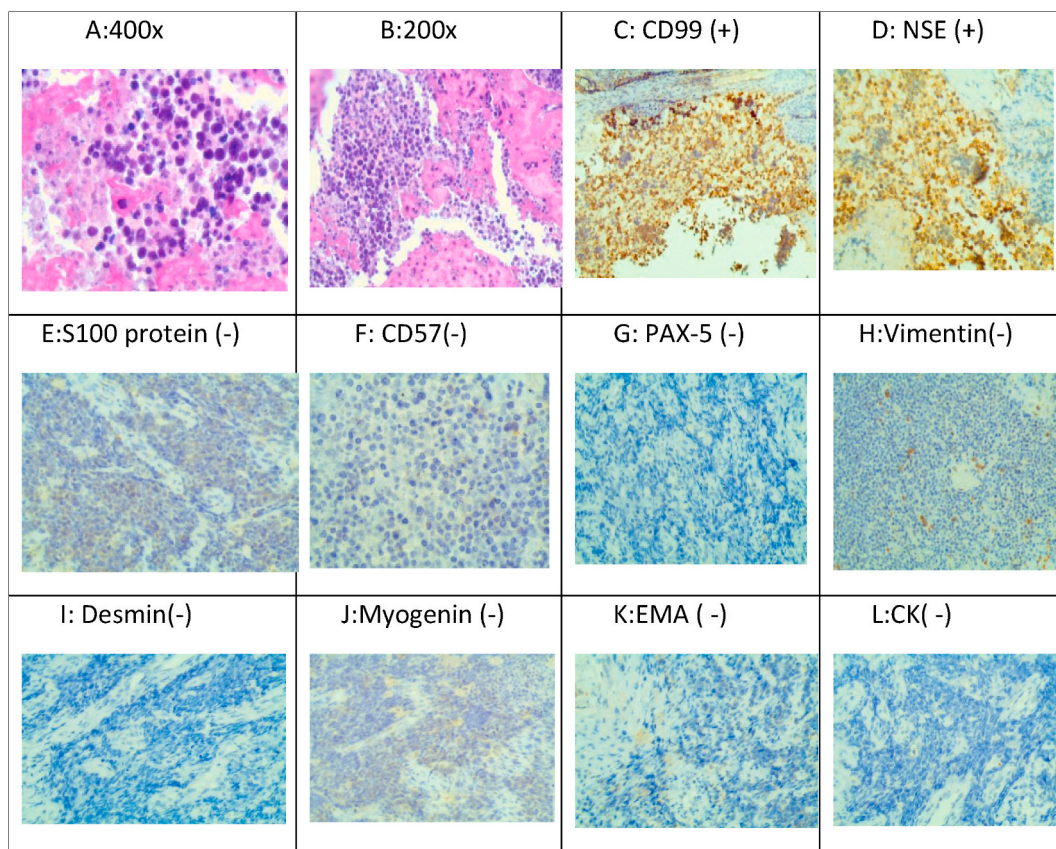 A:400x
B:200x
C: CD99 (+)
D: NSE (+)
E:S100 protein (-)
F: CD57(-)
G: PAX-5 (-)
H:Vimentin(-)
I: Desmin(-)
J:Myogenin (-)
K:EMA ( -)
L:CK( -)